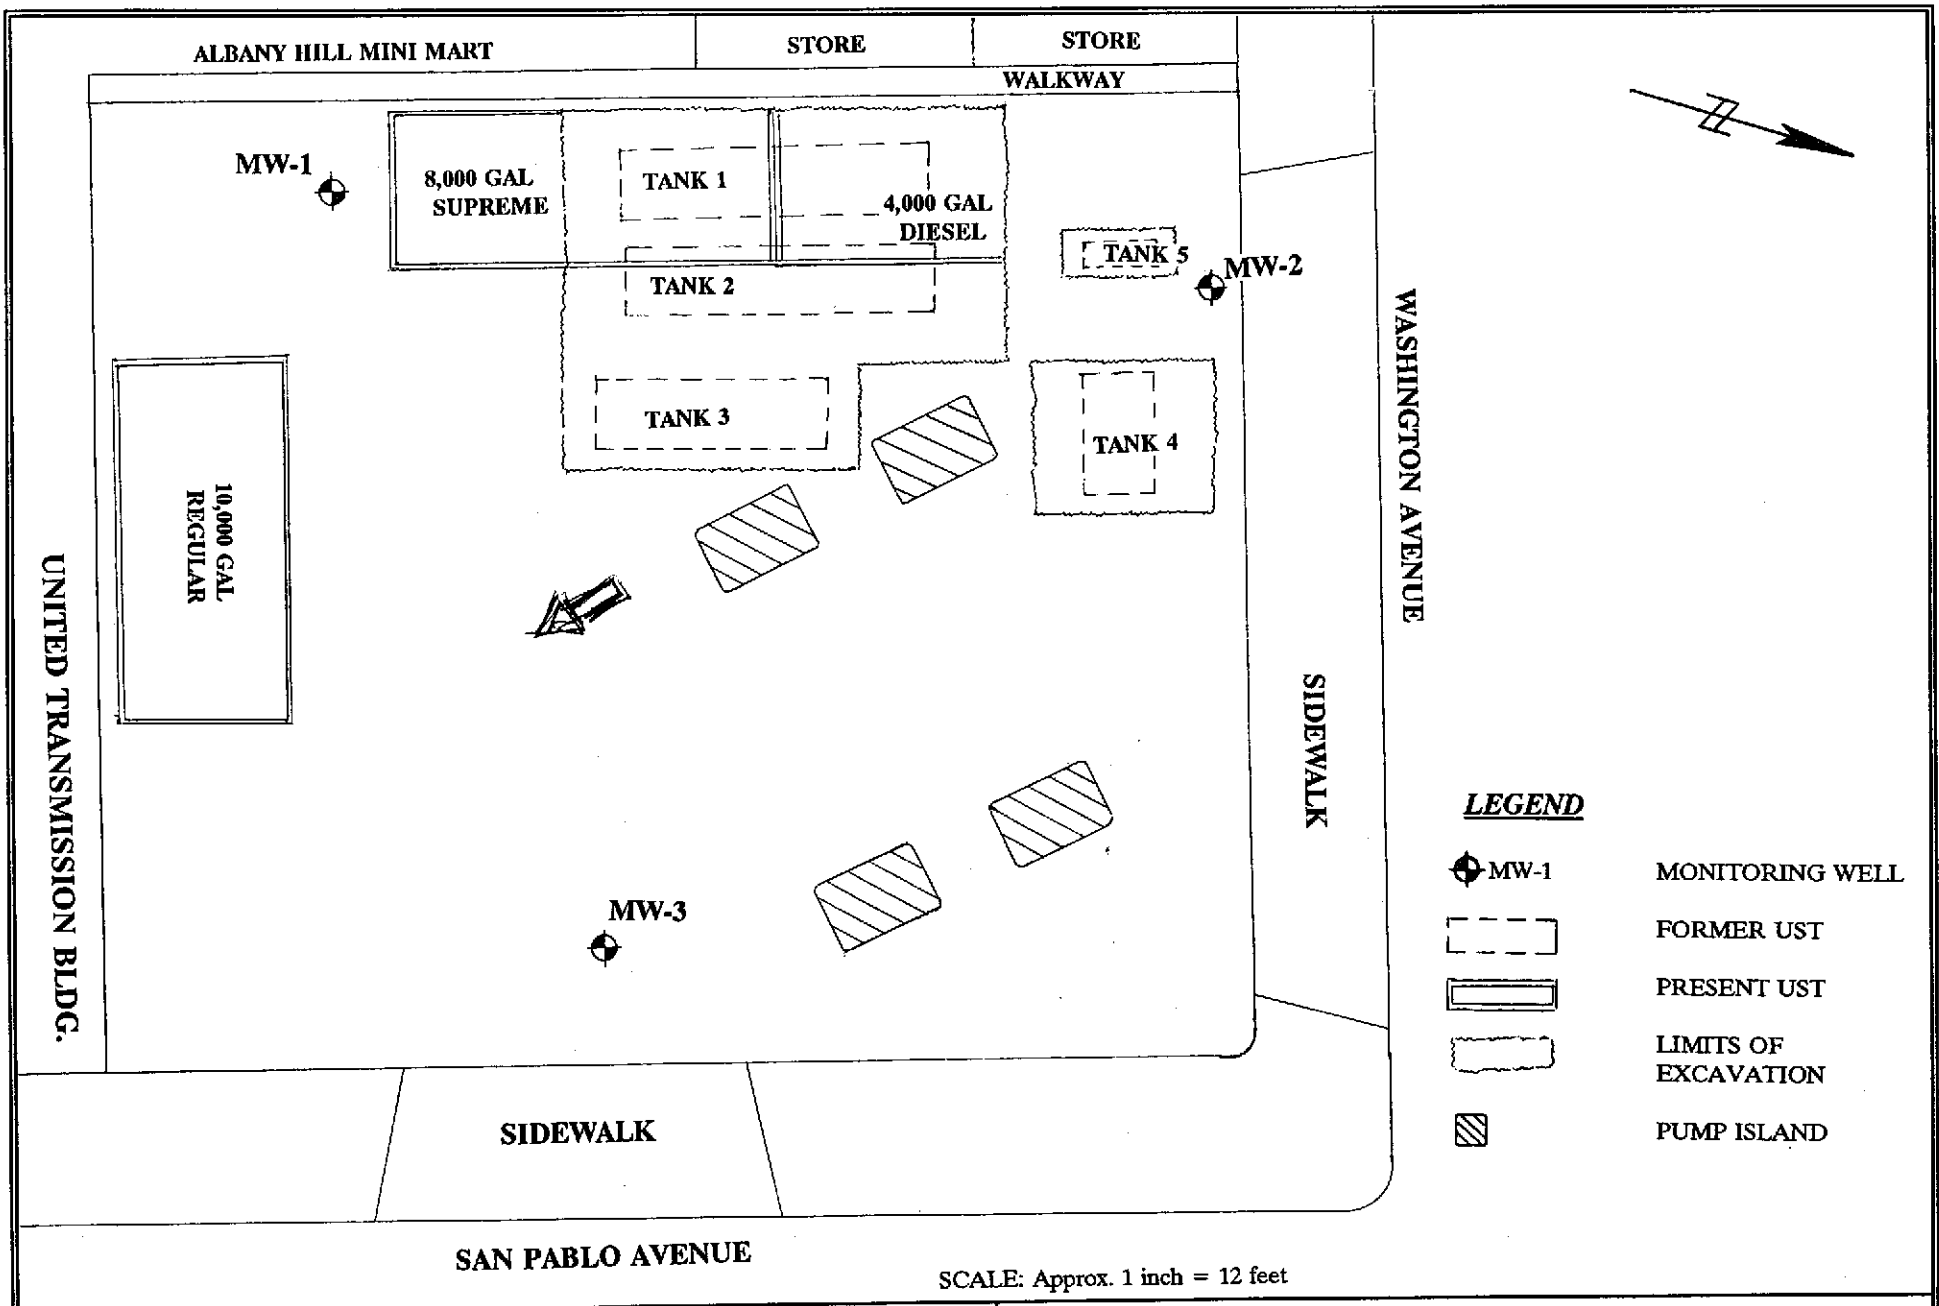 ALBANY HILL MINI MART
STORE
STORE
WALKWAY
MW-1
8,000 GAL
SUPREME
TANK 1
4,000 GAL
DIESEL
TANK 2
TANK 5
MW-2
TANK 3
TANK 4
10,000 GAL
REGULAR
UNITED TRANSMISSION BLDG.
WASHINGTON AVENUE
SIDEWALK
MW-3
SIDEWALK
SAN PABLO AVENUE
SCALE: Approx. 1 inch = 12 feet
LEGEND
MW-1 MONITORING WELL
FORMER UST
PRESENT UST
LIMITS OF
EXCAVATION
PUMP ISLAND